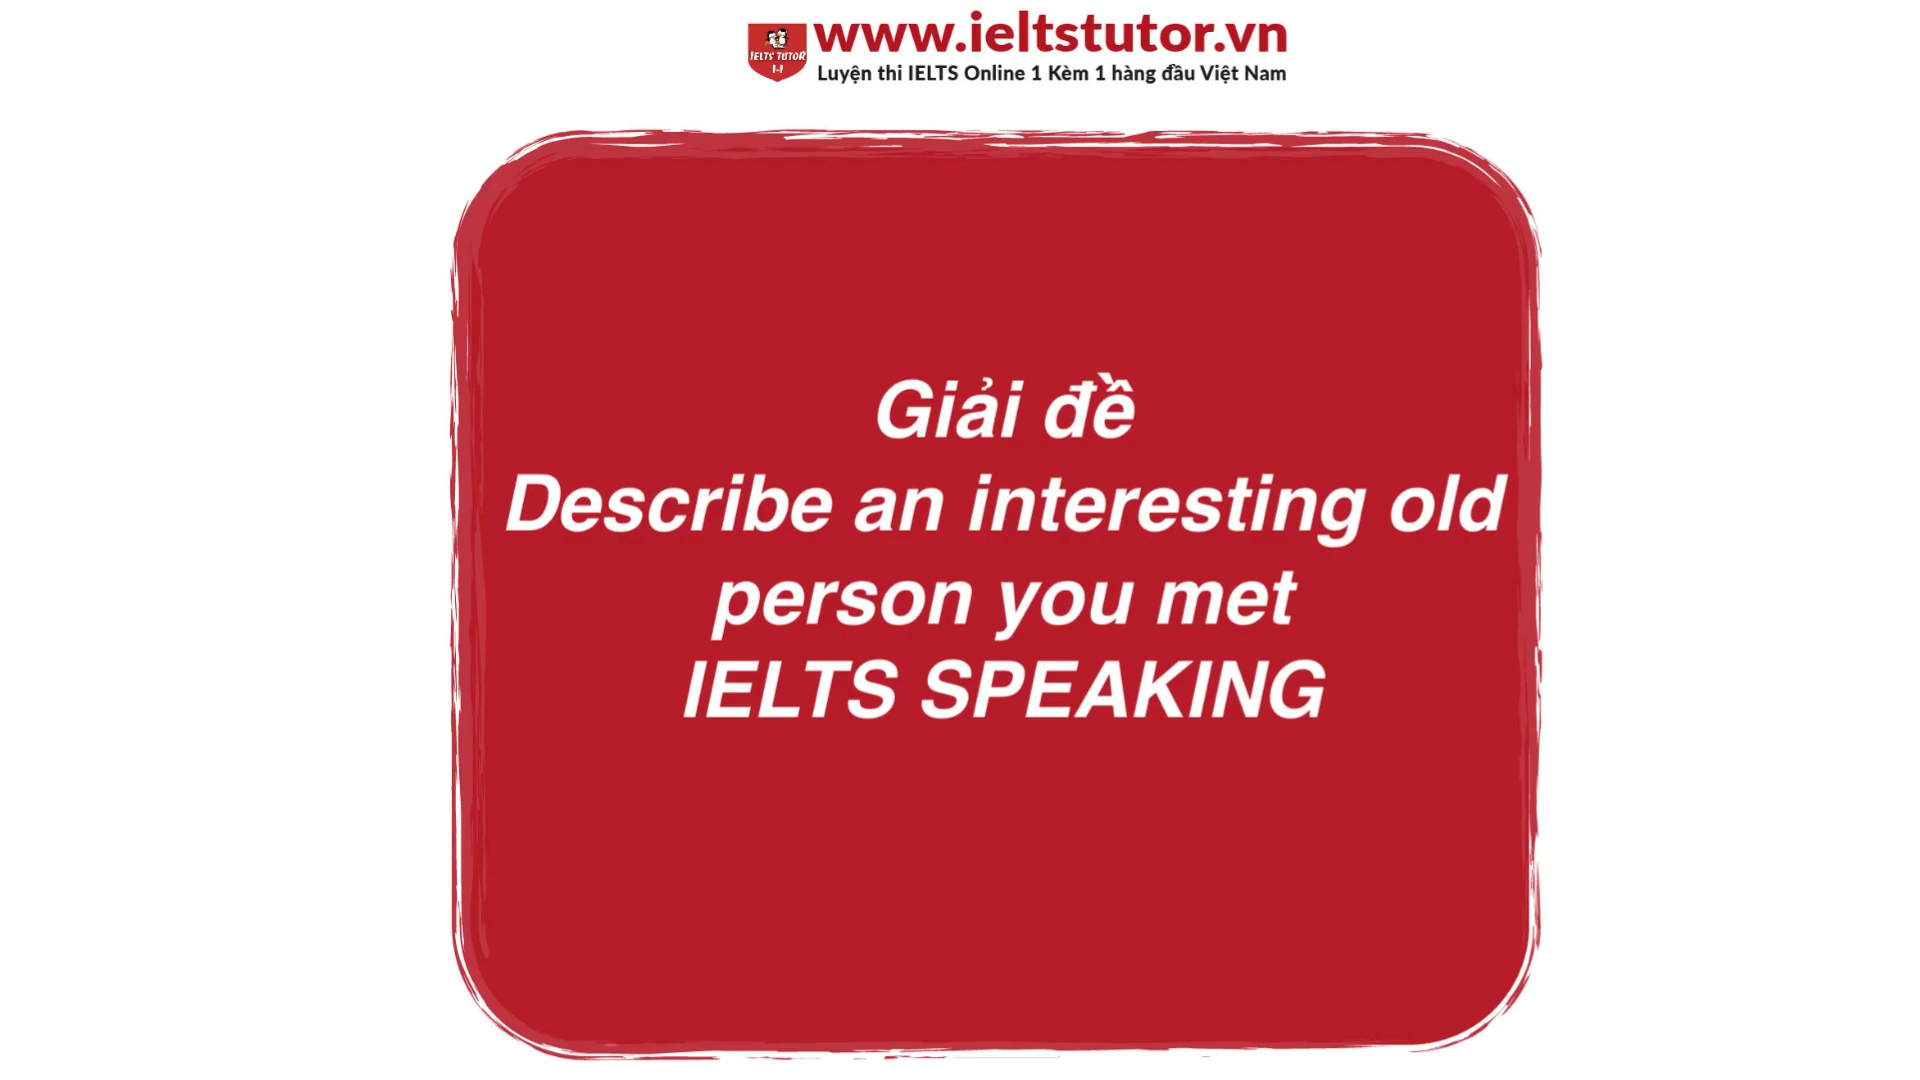 www.ieltstutor.vn
IELTS TUTOR
1-1
Luyện thi IELTS Online 1 Kèm 1 hàng đầu Việt Nam
Giải đề
Describe an interesting old
person you met
IELTS SPEAKING